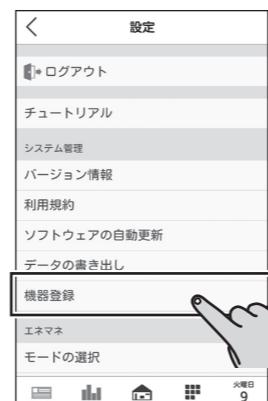 設定
ログアウト
チュートリアル
システム管理
バージョン情報
利用規約
ソフトウェアの自動更新
データの書き出し
機器登録
エネマネ
モードの選択
火曜日
9